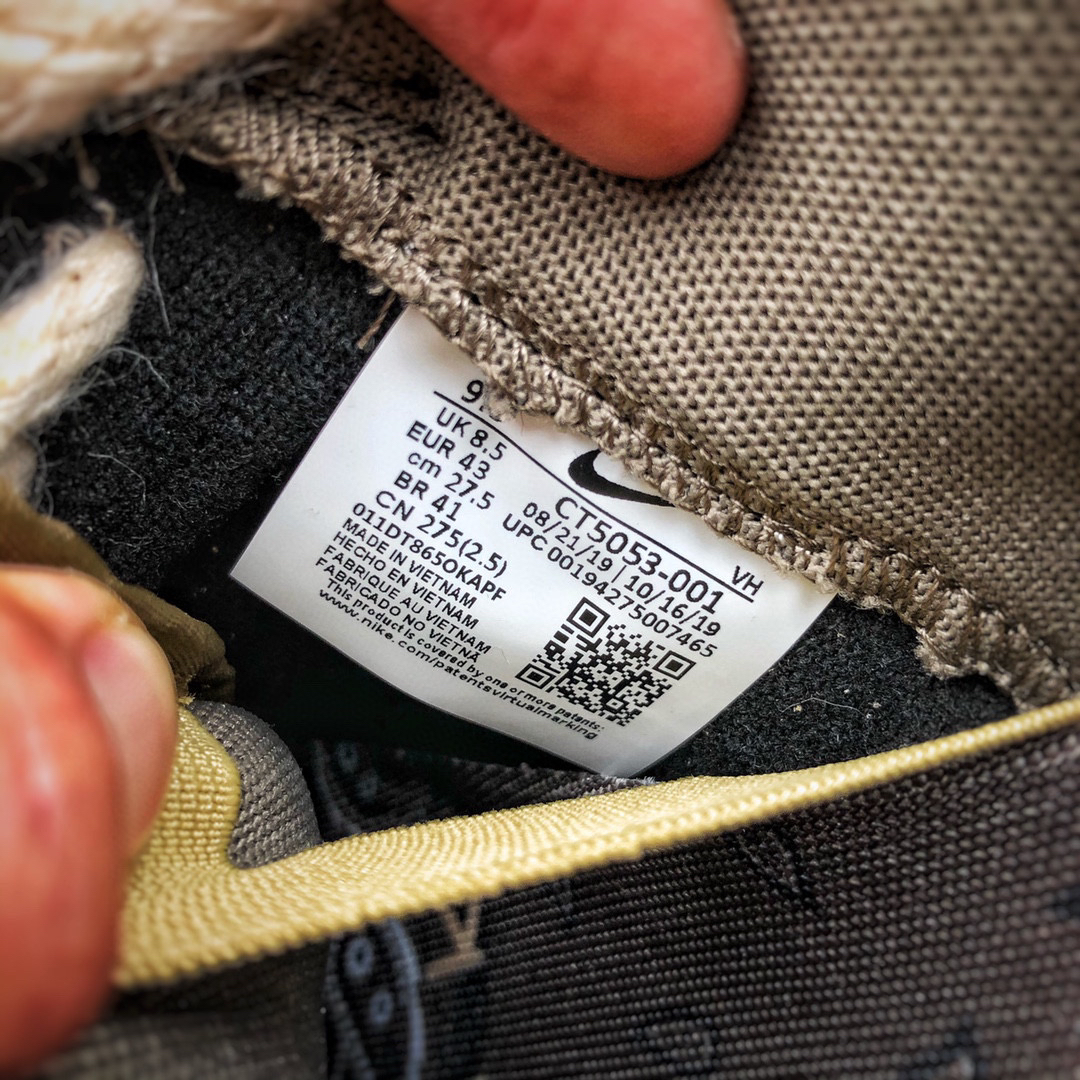 UK 8.5
EUR 43
cm 27.5
BR 41
CN 275(2.5)
011DT865OKAPF
MADE IN VIETNAM
HECHO EN VIETNAM
FABRIQUE AU VIETNAM
FABRICADO NO VIETNÃ
This product is covered by one or more patents:
www.nike.com/patentsvirtualmarking
VH
CT5053-001
08/21/19 | 10/16/19
UPC 00194275007465